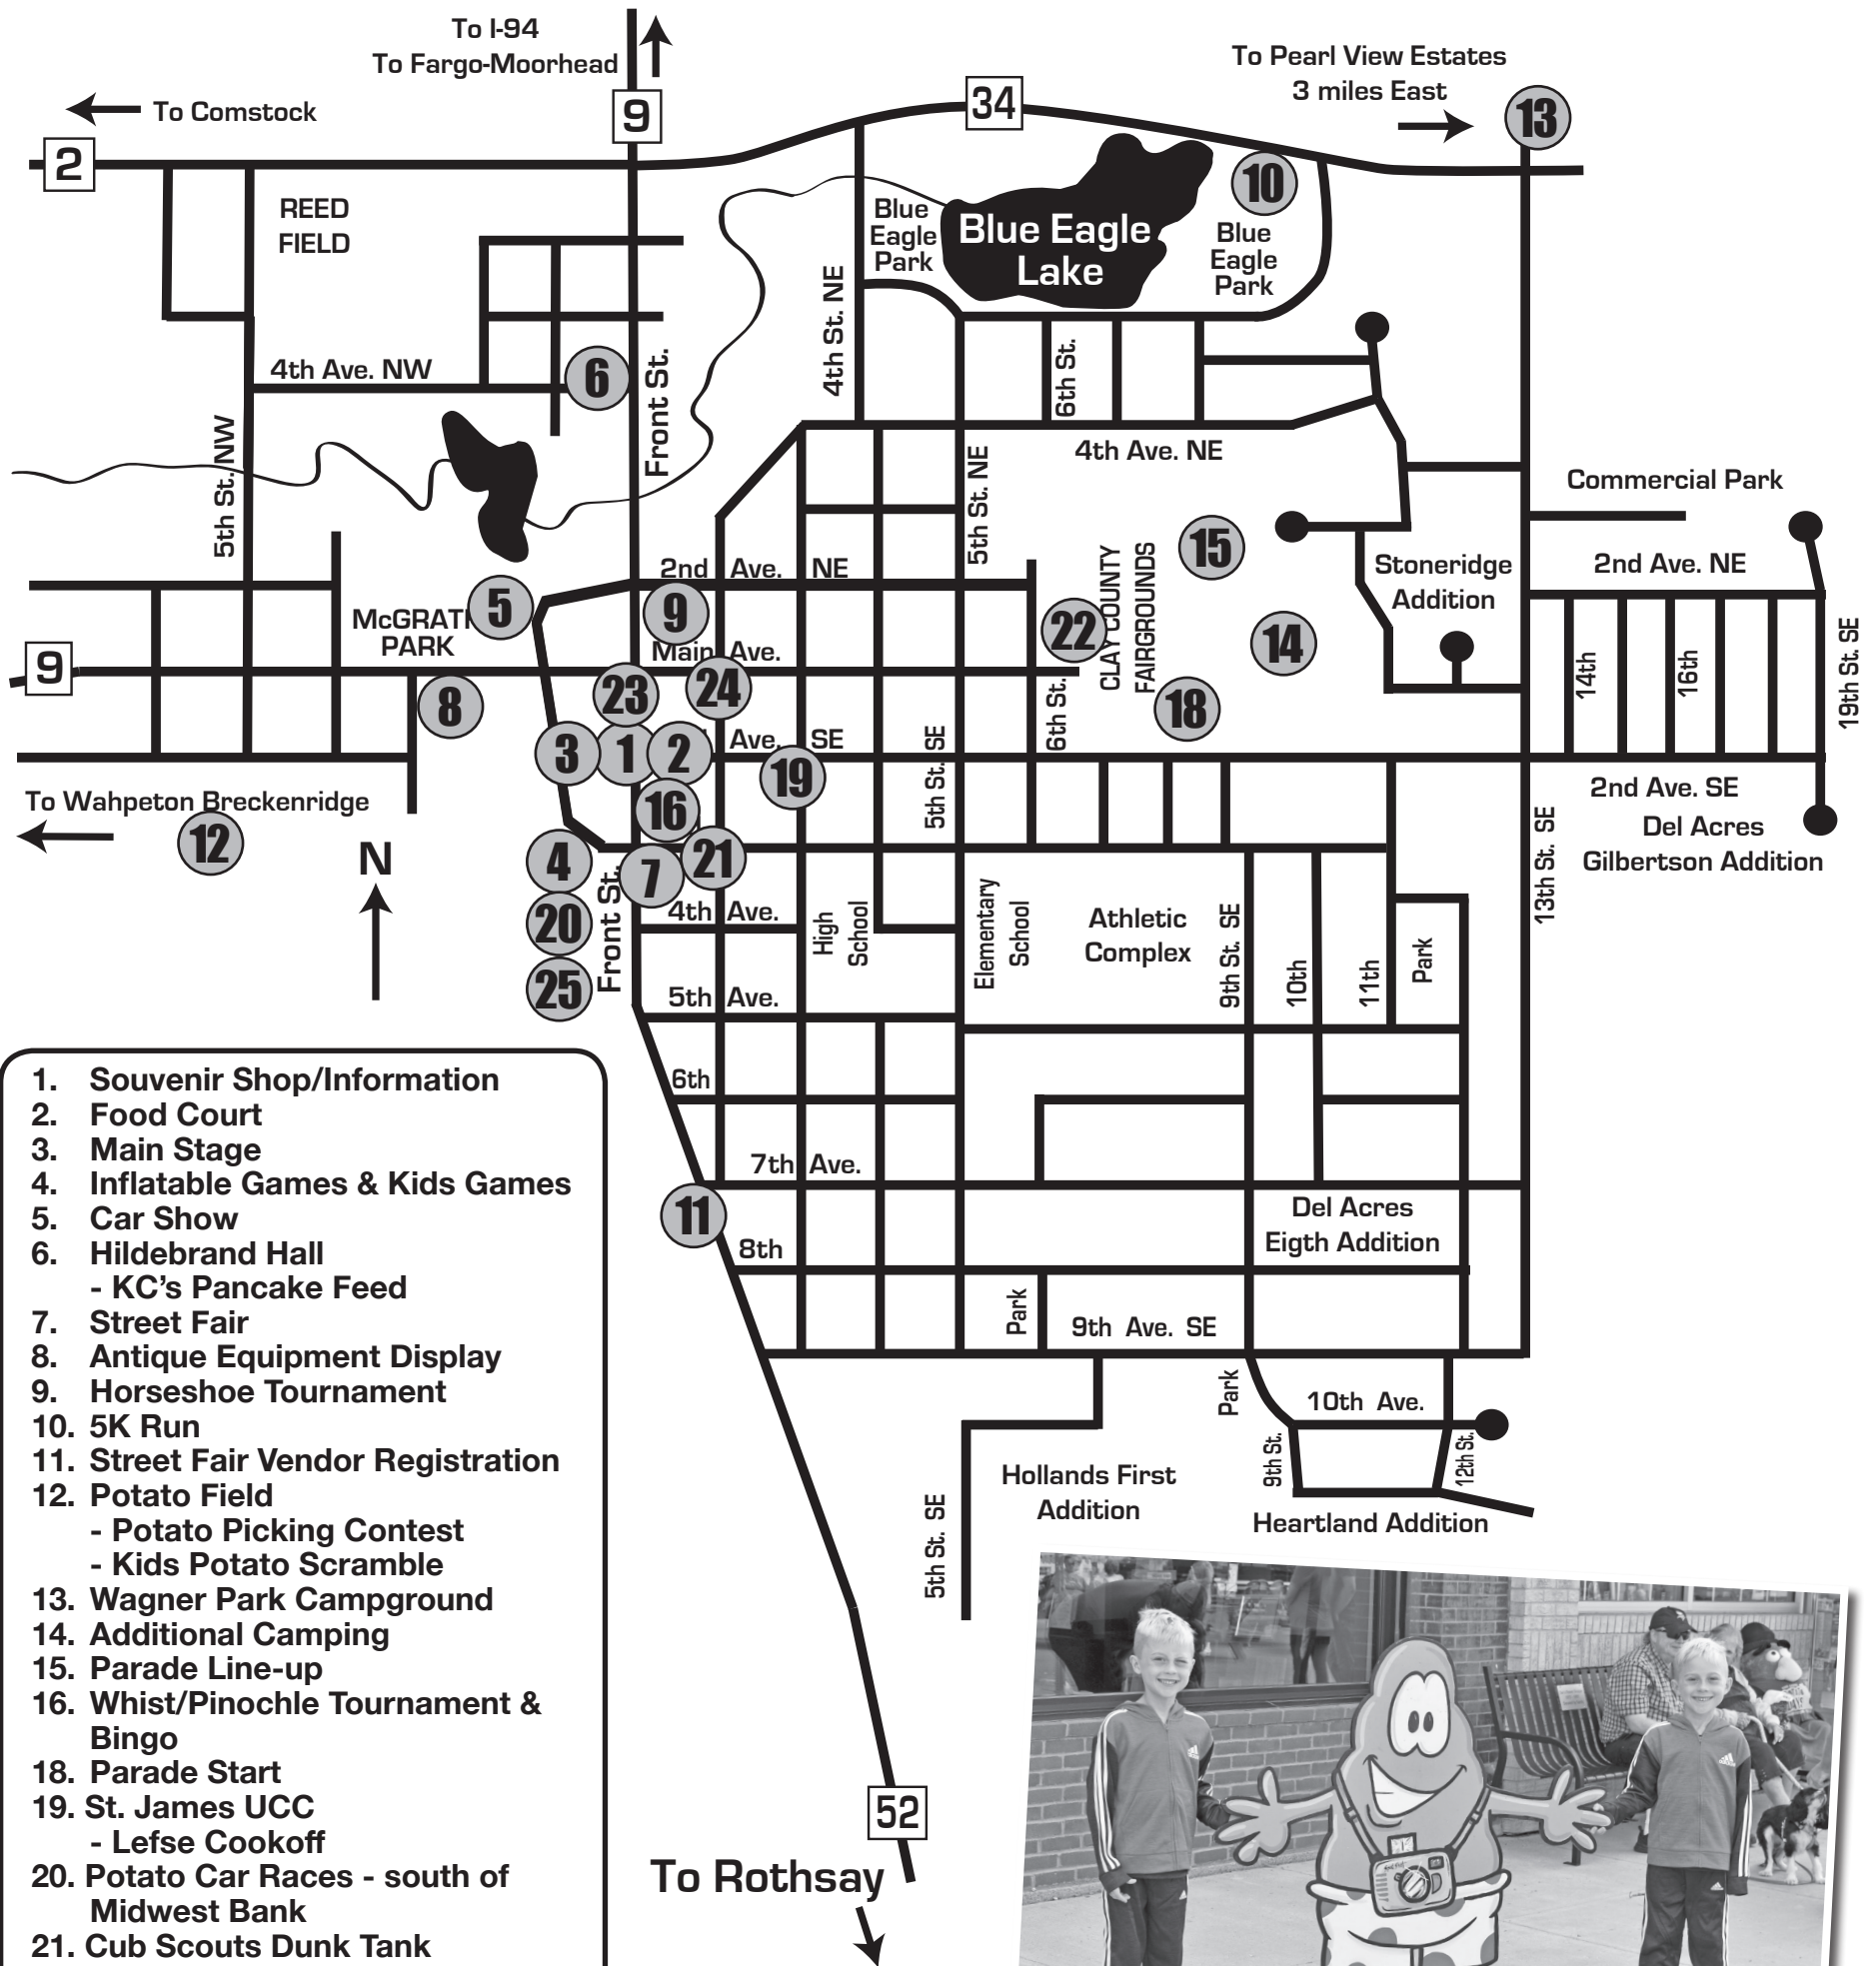 To I-94
To Fargo-Moorhead
To Comstock
To Pearl View Estates
3 miles East
9
34
13
2
10
REED
FIELD
Blue
Eagle
Park
Blue Eagle
Lake
Blue
Eagle
Park
4th St. NE
4th Ave. NW
6
Front St.
6th St.
5th St. NW
4th Ave. NE
5th St. NE
Commercial Park
15
CLAY COUNTY
FAIRGROUNDS
Stoneridge
Addition
2nd Ave. NE
2nd Ave. NE
5
9
22
14
McGRATH
PARK
Main Ave.
9
8
23
24
6th St.
18
14th
16th
19th St. SE
3
1
2
Ave. SE
19
5th St. SE
2nd Ave. SE
To Wahpeton Breckenridge
12
16
Del Acres
Gilbertson Addition
13th St. SE
N
4
7
21
20
25
Front St.
4th Ave.
High
School
Elementary
School
Athletic
Complex
9th St. SE
10th
11th
Park
5th Ave.
6th
7th Ave.
11
8th
Del Acres
Eigth Addition
Park
9th Ave. SE
Park
10th Ave.
9th St.
12th St.
Hollands First
Addition
5th St. SE
Heartland Addition
52
To Rothsay
1. Souvenir Shop/Information
2. Food Court
3. Main Stage
4. Inflatable Games & Kids Games
5. Car Show
6. Hildebrand Hall
- KC's Pancake Feed
7. Street Fair
8. Antique Equipment Display
9. Horseshoe Tournament
10. 5K Run
11. Street Fair Vendor Registration
12. Potato Field
- Potato Picking Contest
- Kids Potato Scramble
13. Wagner Park Campground
14. Additional Camping
15. Parade Line-up
16. Whist/Pinochle Tournament &
Bingo
18. Parade Start
19. St. James UCC
- Lefse Cookoff
20. Potato Car Races - south of
Midwest Bank
21. Cub Scouts Dunk Tank
adidas
adidas